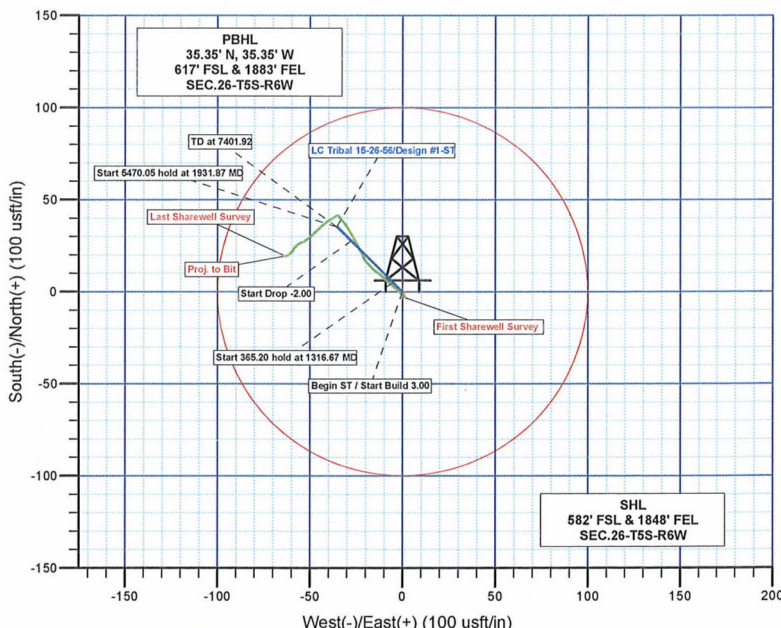 PBHL
35.35' N, 35.35' W
617' FSL & 1883' FEL
SEC.26-T5S-R6W
TD at 7401.92
LC Tribal 15-26-56/Design #1-ST
Start 5470.05 hold at 1931.87 MD
Last Sharewell Survey
Proj. to Bit
Start Drop -2.00
First Sharewell Survey
Start 365.20 hold at 1316.67 MD
Begin ST / Start Build 3.00
SHL
582' FSL & 1848' FEL
SEC.26-T5S-R6W
South(-)/North(+) (100 usft/in)
150
100
50
0
-50
-100
-150
-150
-100
-50
0
50
100
150
200
West(-)/East(+) (100 usft/in)